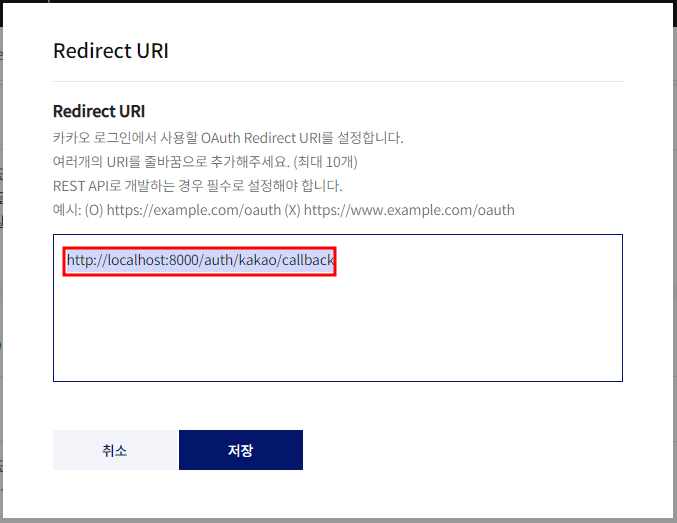 Redirect URI
Redirect URI
카카오 로그인에서 사용할 OAuth Redirect URI를 설정합니다.
여러개의 URI를 줄바꿈으로 추가해주세요. (최대 10개)
REST API로 개발하는 경우 필수로 설정해야 합니다.
예시: (O) https://example.com/oauth (X) https://www.example.com/oauth
http://localhost:8000/auth/kakao/callback
취소 저장